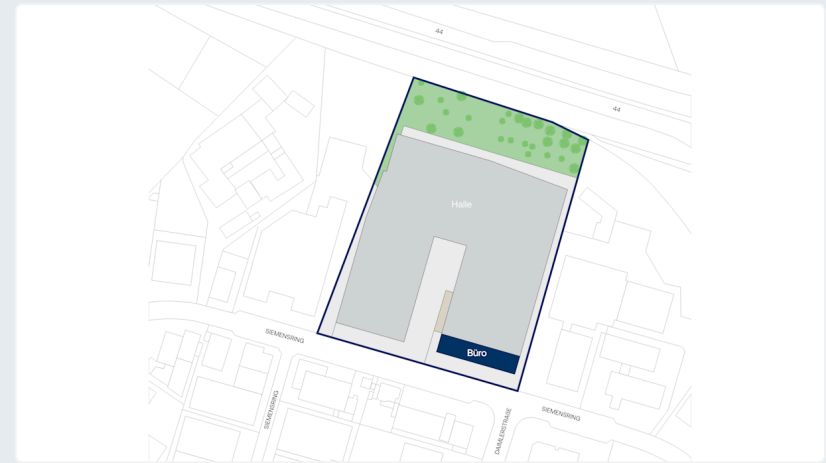 44
44
Halle
SIEMENSRING
Büro
SIEMENSRING
SIEMENSRING
DAIMLERSTRAßE